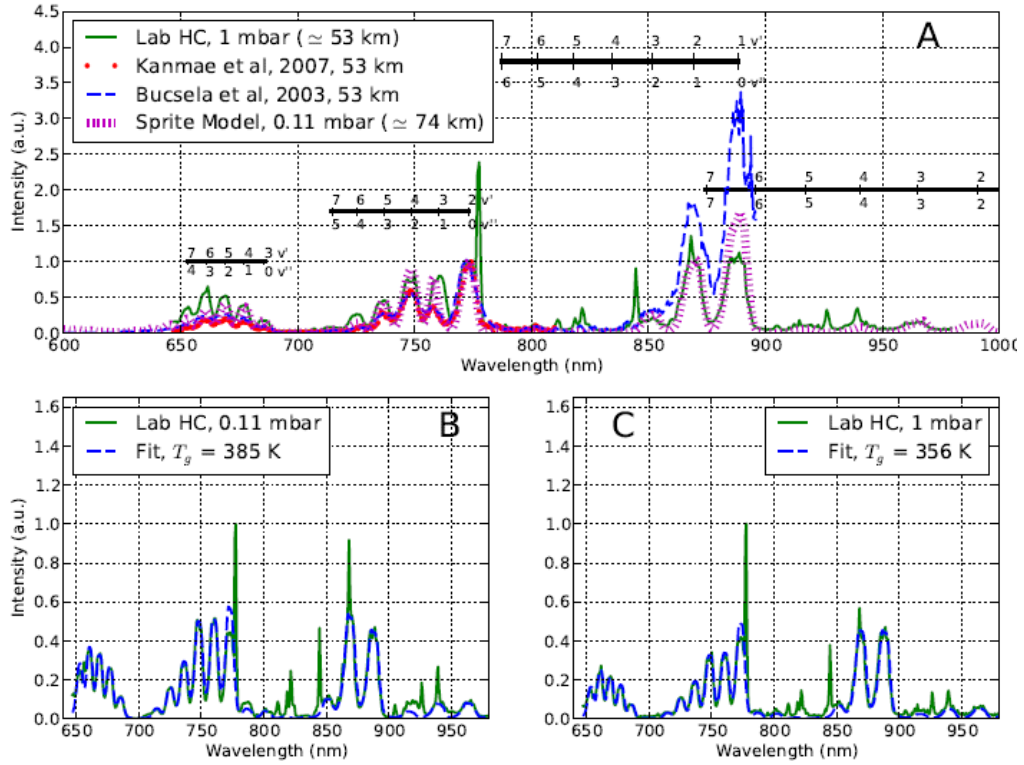 A
Lab HC, 1 mbar (≃ 53 km)
Kanmae et al, 2007, 53 km
Bucsela et al, 2003, 53 km
Sprite Model, 0.11 mbar (≃ 74 km)
7 6 5 4 3 2 1 v'
6 5 4 3 2 1 0 v''
7 6 5 4 3 2
7 6 5 4 3 2
7 6 5 4 3 2 v'
5 4 3 2 1 0 v''
7 6 5 4 3 v'
4 3 2 1 0 v''
4.5
4.0
3.5
3.0
2.5
2.0
1.5
1.0
0.5
0.0
Intensity (a.u.)
600 650 700 750 800 850 900 950 1000
Wavelength (nm)
B
Lab HC, 0.11 mbar
Fit, Tg = 385 K
1.6
1.4
1.2
1.0
0.8
0.6
0.4
0.2
0.0
Intensity (a.u.)
650 700 750 800 850 900 950
Wavelength (nm)
C
Lab HC, 1 mbar
Fit, Tg = 356 K
1.6
1.4
1.2
1.0
0.8
0.6
0.4
0.2
0.0
650 700 750 800 850 900 950
Wavelength (nm)